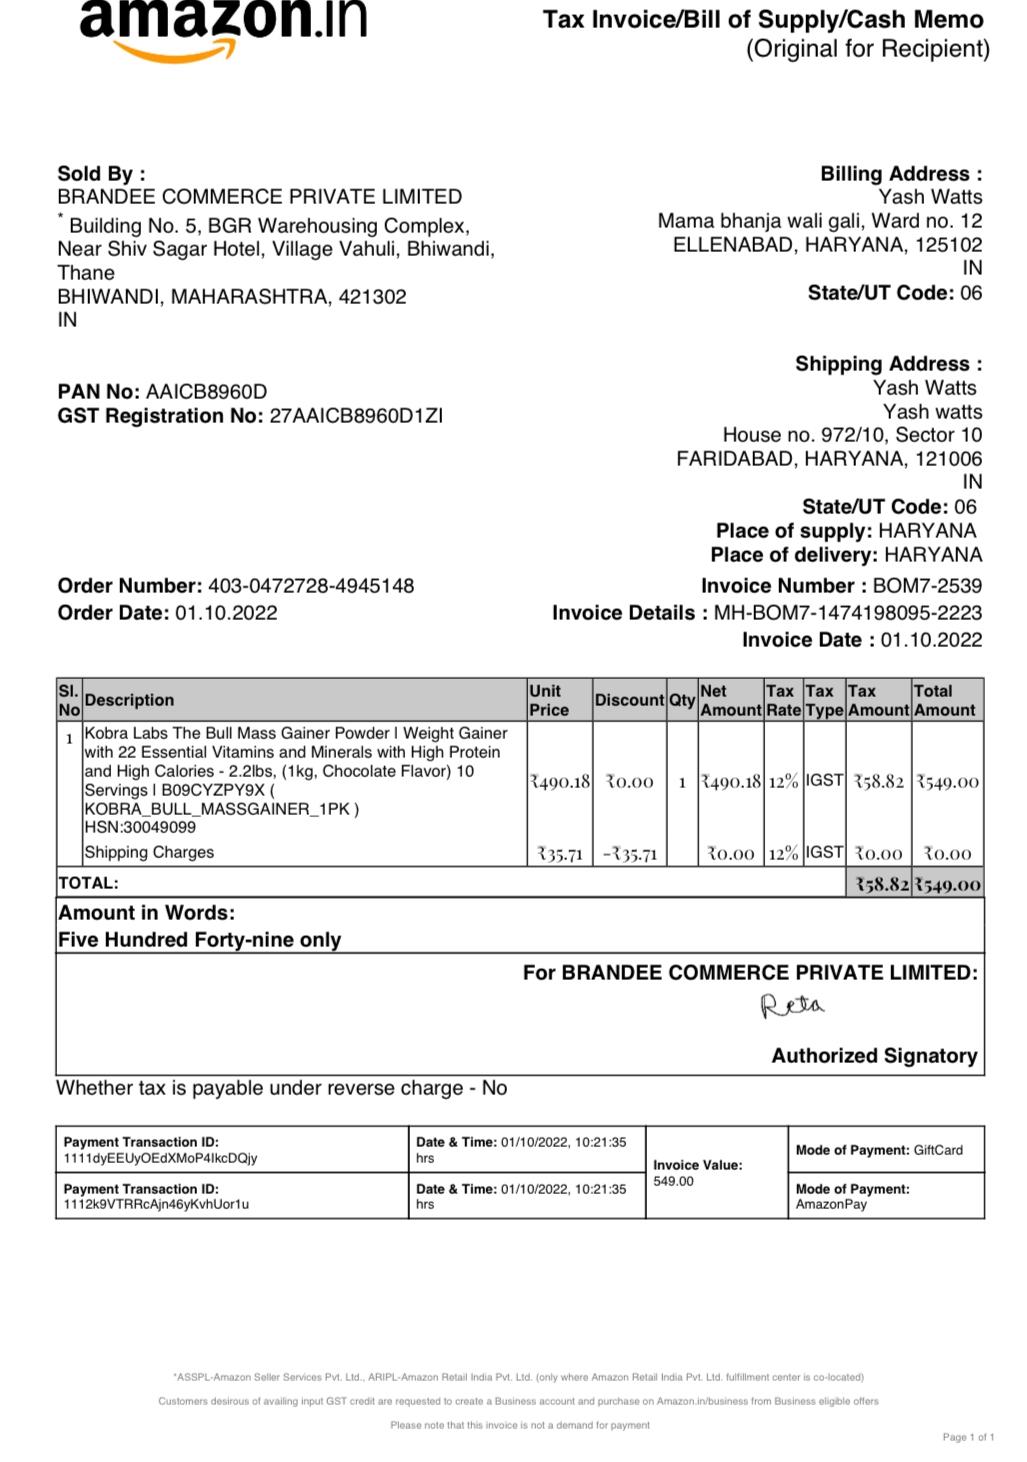 amazon.in
Tax Invoice/Bill of Supply/Cash Memo
(Original for Recipient)
Sold By :
BRANDEE COMMERCE PRIVATE LIMITED
* Building No. 5, BGR Warehousing Complex,
Near Shiv Sagar Hotel, Village Vahuli, Bhiwandi,
Thane
BHIWANDI, MAHARASHTRA, 421302
IN
PAN No: AAICB8960D
GST Registration No: 27AAICB8960D1ZI
Billing Address :
Yash Watts
Mama bhanja wali gali, Ward no. 12
ELLENABAD, HARYANA, 125102
IN
State/UT Code: 06
Shipping Address :
Yash Watts
Yash watts
House no. 972/10, Sector 10
FARIDABAD, HARYANA, 121006
IN
State/UT Code: 06
Place of supply: HARYANA
Place of delivery: HARYANA
Order Number: 403-0472728-4945148
Order Date: 01.10.2022
Invoice Number : BOM7-2539
Invoice Details : MH-BOM7-1474198095-2223
Invoice Date : 01.10.2022
Sl. No Description Unit Price Discount Qty Net Amount Tax Rate Tax Type Tax Amount Total Amount
1 Kobra Labs The Bull Mass Gainer Powder | Weight Gainer
with 22 Essential Vitamins and Minerals with High Protein
and High Calories - 2.2lbs, (1kg, Chocolate Flavor) 10
Servings | B09CYZPY9X (
KOBRA_BULL_MASSGAINER_1PK )
HSN:30049099
₹490.18 ₹0.00 1 ₹490.18 12% IGST ₹58.82 ₹549.00
Shipping Charges ₹35.71 -₹35.71 ₹0.00 12% IGST ₹0.00 ₹0.00
TOTAL: ₹58.82 ₹549.00
Amount in Words:
Five Hundred Forty-nine only
For BRANDEE COMMERCE PRIVATE LIMITED:
Reta
Authorized Signatory
Whether tax is payable under reverse charge - No
Payment Transaction ID:
1111dyEEUyOEdXMoP4IkcDQjy
Date & Time: 01/10/2022, 10:21:35
hrs
Invoice Value:
549.00
Mode of Payment: GiftCard
Payment Transaction ID:
1112k9VTRRcAjn46yKvhUor1u
Date & Time: 01/10/2022, 10:21:35
hrs
Mode of Payment:
AmazonPay
*ASSPL-Amazon Seller Services Pvt. Ltd., ARIPL-Amazon Retail India Pvt. Ltd. (only where Amazon Retail India Pvt. Ltd. fulfillment center is co-located)
Customers desirous of availing input GST credit are requested to create a Business account and purchase on Amazon.in/business from Business eligible offers
Please note that this invoice is not a demand for payment
Page 1 of 1